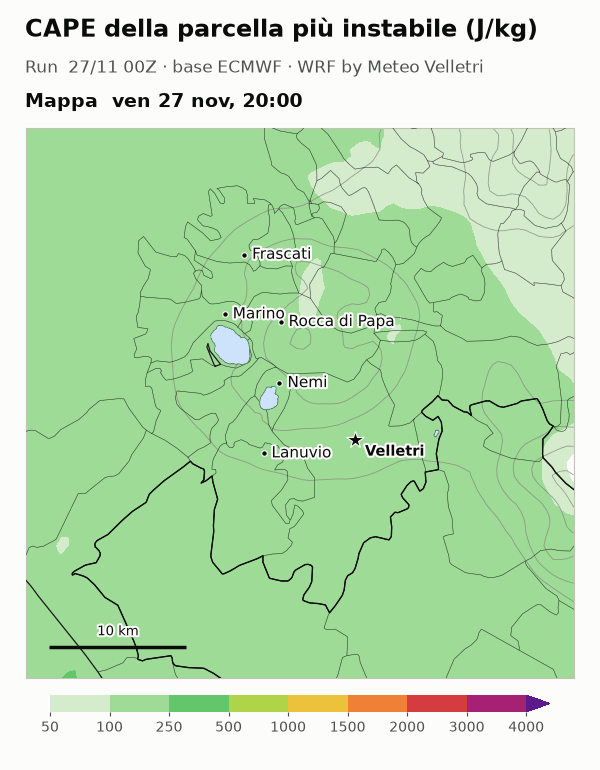 CAPE della parcella più instabile (J/kg)
Run  27/11 00Z · base ECMWF · WRF by Meteo Velletri
Mappa  ven 27 nov, 20:00
Frascati
Marino
Rocca di Papa
Nemi
Velletri
Lanuvio
10 km
50 100 250 500 1000 1500 2000 3000 4000